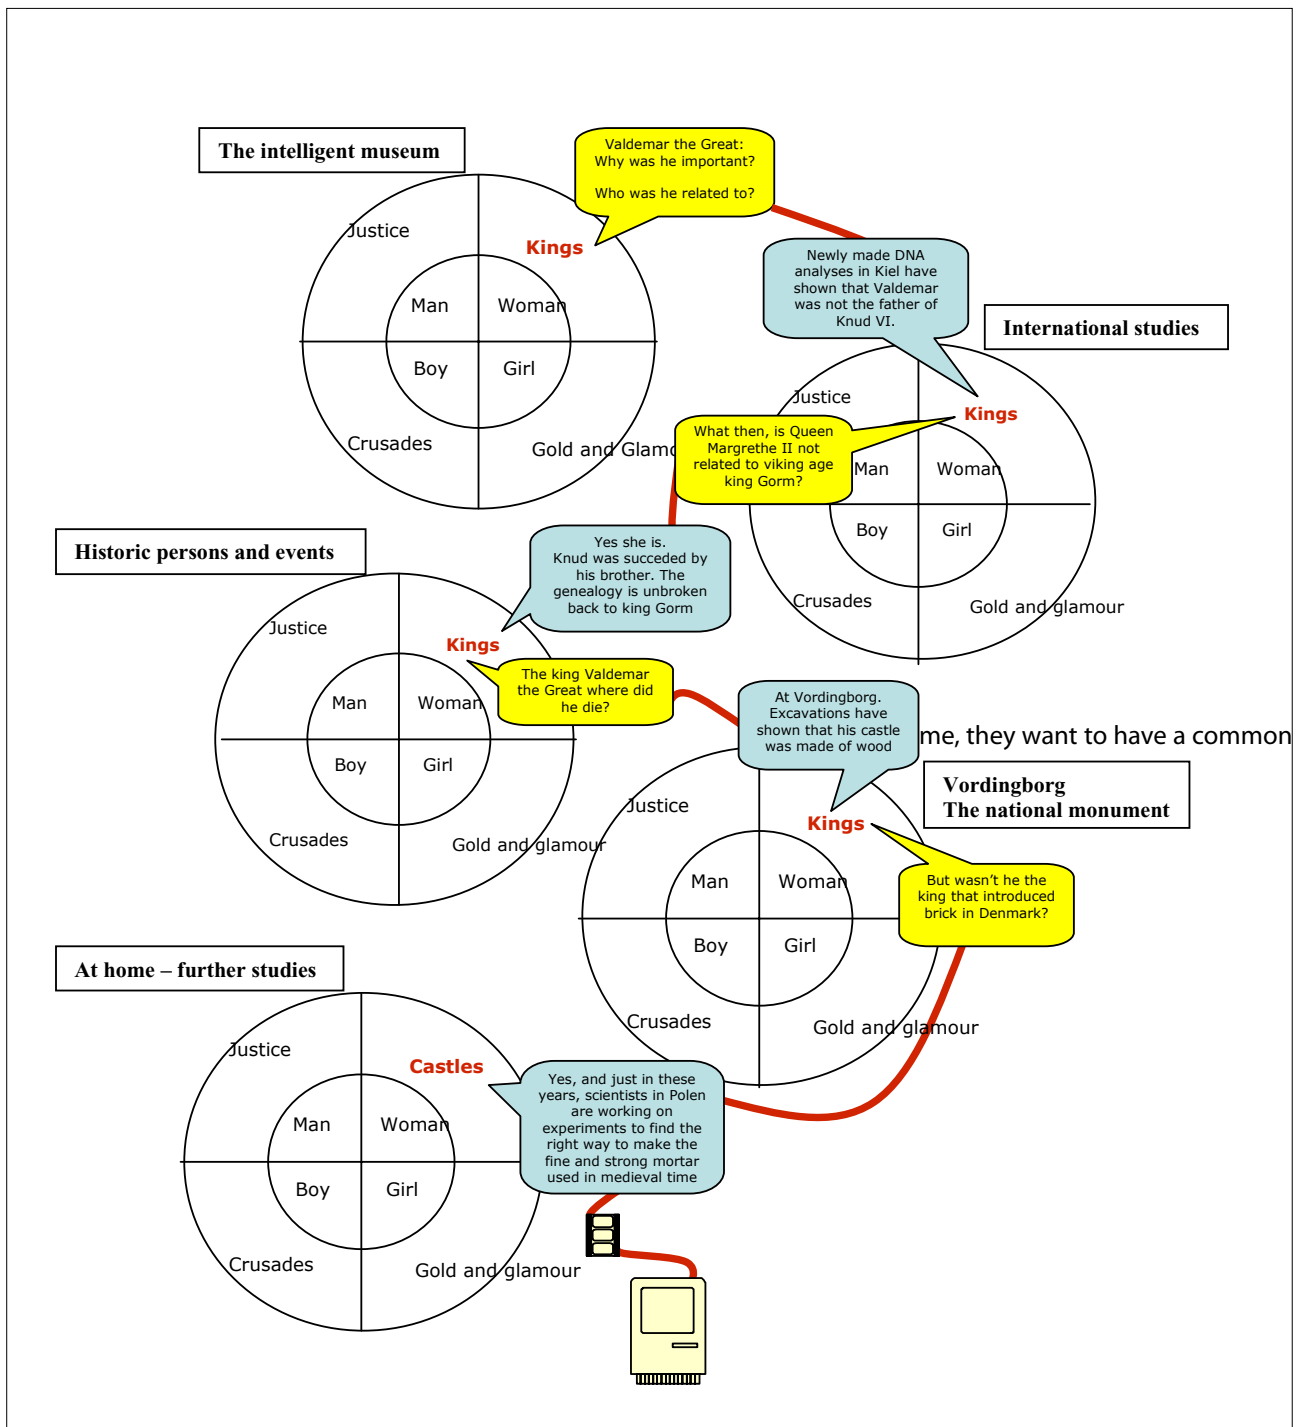 The intelligent museum
Valdemar the Great:
Why was he important?
Who was he related to?
Justice
Kings
Man
Woman
Boy
Girl
Crusades
Gold and Glamo
Newly made DNA
analyses in Kiel have
shown that Valdemar
was not the father of
Knud VI.
International studies
Justice
Kings
What then, is Queen
Margrethe II not
related to viking age
king Gorm?
Man
Woman
Boy
Girl
Crusades
Gold and glamour
Historic persons and events
Yes she is.
Knud was succeded by
his brother. The
genealogy is unbroken
back to king Gorm
Justice
Kings
The king Valdemar
the Great where did
he die?
Man
Woman
Boy
Girl
Crusades
Gold and glamour
At Vordingborg.
Excavations have
shown that his castle
was made of wood
me, they want to have a common
Vordingborg
The national monument
Justice
Kings
Man
Woman
Boy
Girl
Crusades
Gold and glamour
But wasn't he the
king that introduced
brick in Denmark?
At home – further studies
Justice
Castles
Man
Woman
Boy
Girl
Crusades
Gold and glamour
Yes, and just in these
years, scientists in Polen
are working on
experiments to find the
right way to make the
fine and strong mortar
used in medieval time